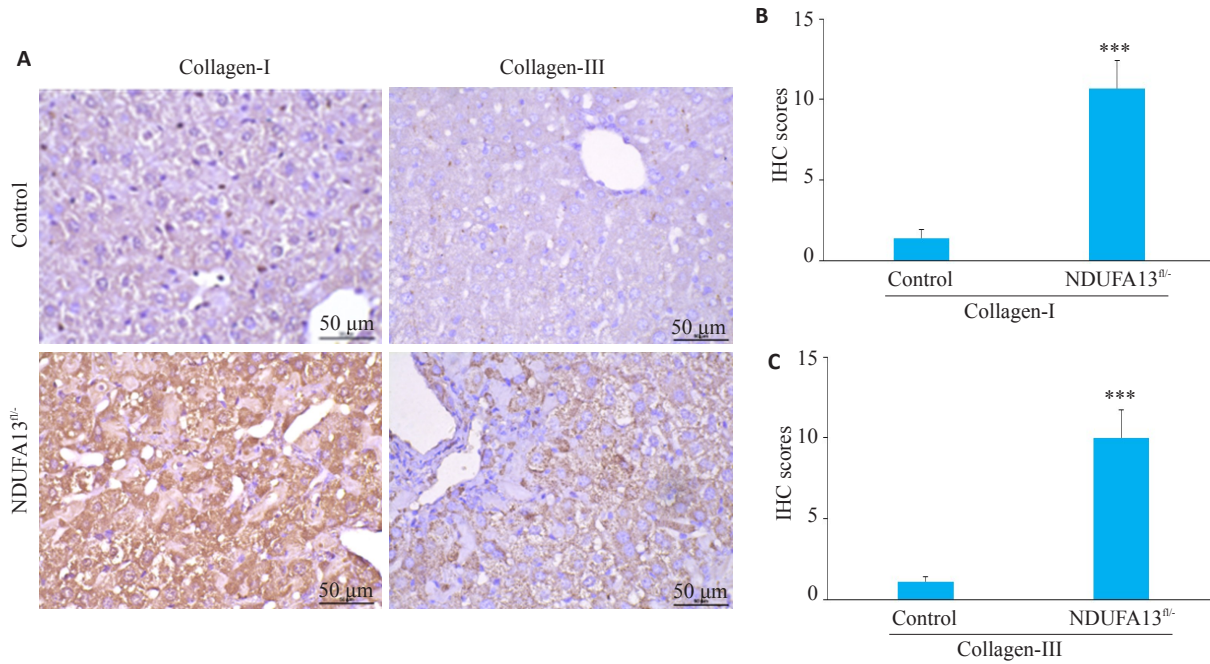 A
Collagen-I
Collagen-III
Control
50 μm
50 μm
NDUFA13fl/-
50 μm
50 μm
B
15
10
5
0
IHC scores
***
Control
NDUFA13fl/-
Collagen-I
C
15
10
5
0
IHC scores
***
Control
NDUFA13fl/-
Collagen-III